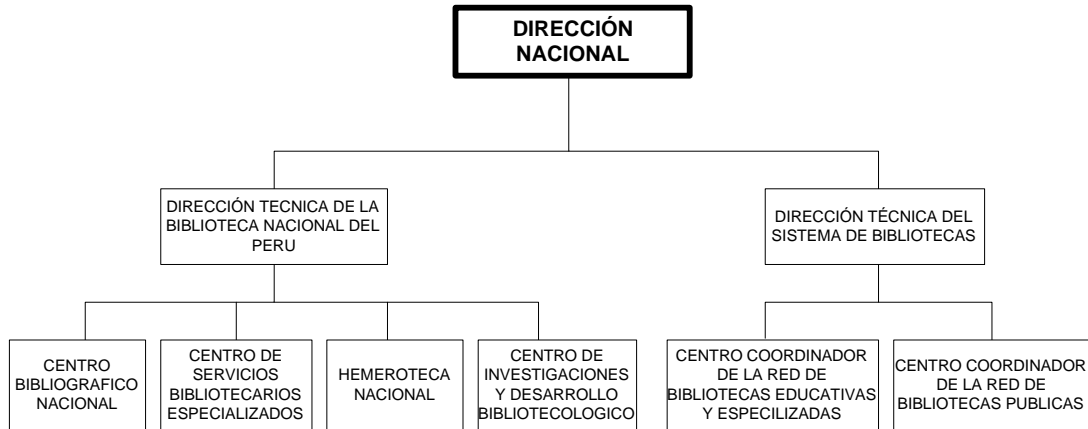 DIRECCIÓN
NACIONAL
DIRECCIÓN TECNICA DE LA
BIBLIOTECA NACIONAL DEL
PERU
DIRECCIÓN TÉCNICA DEL
SISTEMA DE BIBLIOTECAS
CENTRO
BIBLIOGRAFICO
NACIONAL
CENTRO DE
SERVICIOS
BIBLIOTECARIOS
ESPECIALIZADOS
HEMEROTECA
NACIONAL
CENTRO DE
INVESTIGACIONES
Y DESARROLLO
BIBLIOTECOLOGICO
CENTRO COORDINADOR
DE LA RED DE
BIBLIOTECAS EDUCATIVAS
Y ESPECILIZADAS
CENTRO COORDINADOR
DE LA RED DE
BIBLIOTECAS PUBLICAS